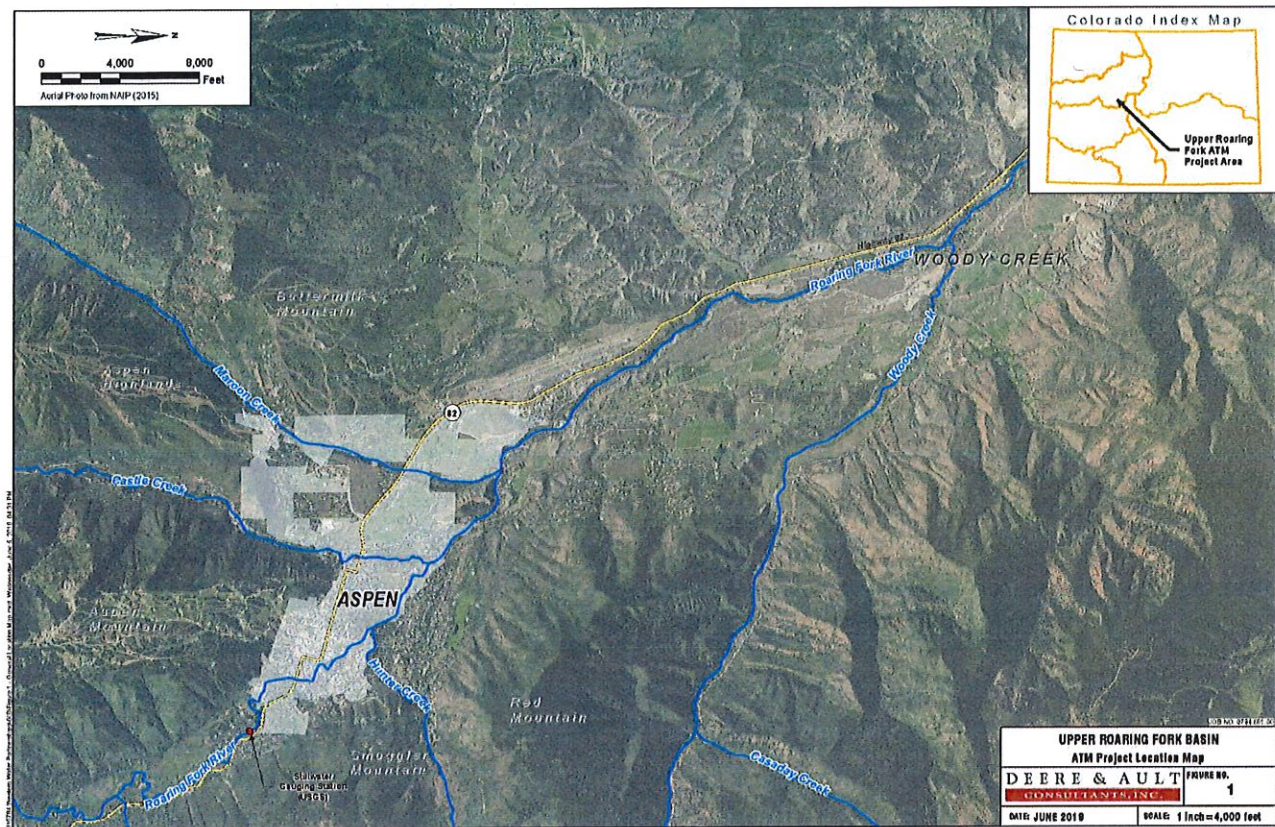 N
0 4,000 8,000
Feet
Aerial Photo from NAIP (2015)
Colorado Index Map
Upper Roaring
Fork ATM
Project Area
Highway 82
Roaring Fork River
WOODY CREEK
Woody Creek
Buttermilk
Mountain
Aspen
Highland
Maroon Creek
82
Castle Creek
ASPEN
Aspen
Mountain
Hunter Creek
Red
Mountain
Smuggler
Mountain
Roaring Fork River
Stillwater
Gauging Station
(USGS)
Casaday Creek
UPPER ROARING FORK BASIN
ATM Project Location Map
DEERE & AULT
CONSULTANTS, INC.
FIGURE NO.
1
DATE: JUNE 2019
SCALE: 1 Inch = 4,000 feet